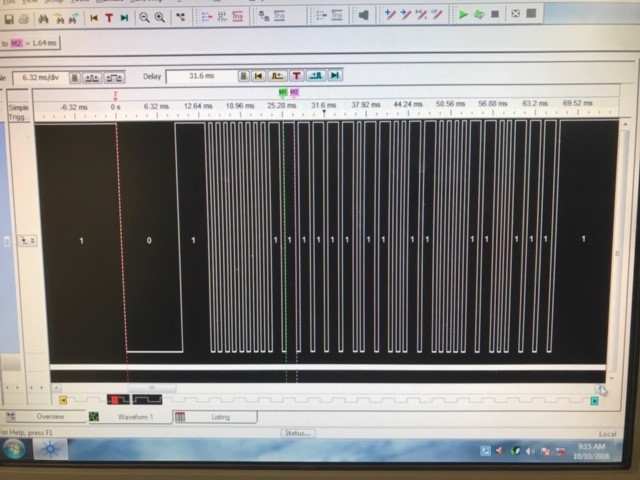 to M2 = 1.64 ms
6.32 ms/div
Delay
31.6 m
T
M1 M2
-6.32 ms 0 s 6.32 ms 12.64 ms 18.96 ms 25.28 ms 31.6 ms 37.92 ms 44.24 ms 50.56 ms 56.88 ms 63.2 ms 69.52 ms
Simple
Trigg...
1 0 1 1 1 1 1 1 1 1 1 1 1 1 1 1 1 1 1
Overview
Waveform 1
Listing
For Help, press F1
Status...
Local
9:15 AM
10/10/2018